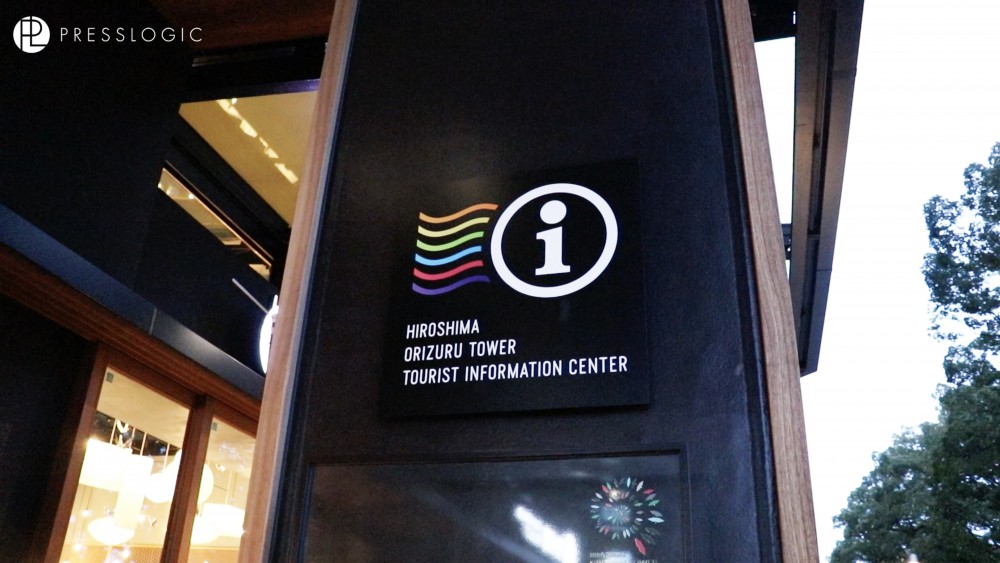 PRESSLOGIC
i
HIROSHIMA
ORIZURU TOWER
TOURIST INFORMATION CENTER